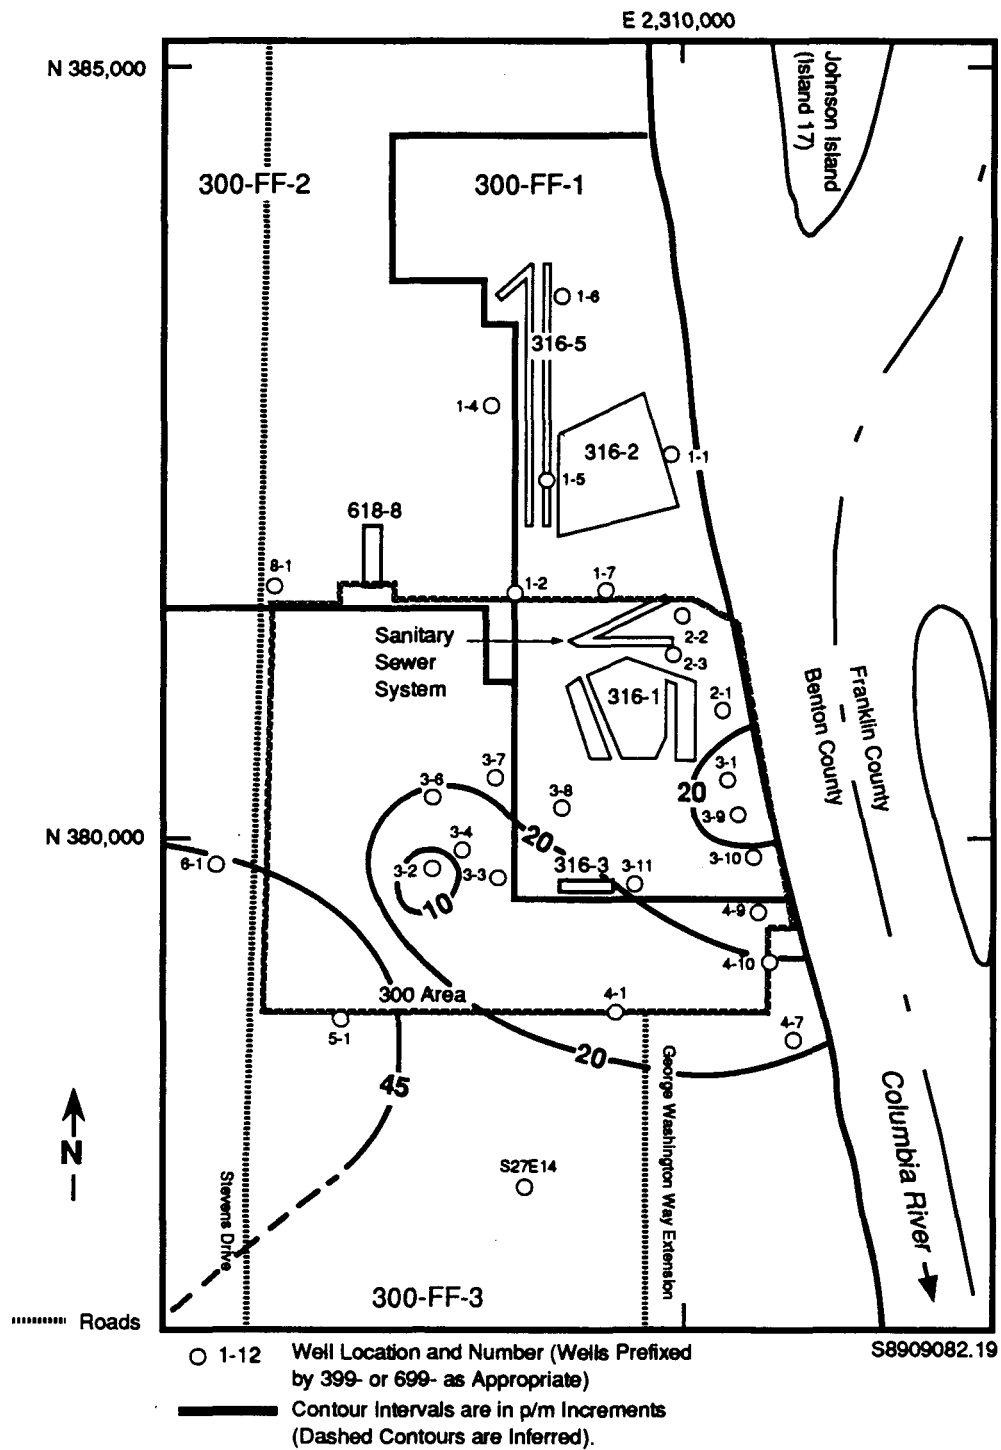 E 2,310,000
N 385,000
Johnson Island
(Island 17)
300-FF-2
300-FF-1
1-6
316-5
1-4
316-2
1-1
1-5
618-8
8-1
1-2
1-7
Sanitary
Sewer
System
2-2
2-3
316-1
2-1
Franklin County
Benton County
3-7
3-1
3-6
20
3-8
3-9
N 380,000
20
3-4
3-10
6-1
3-2
3-3
316-3
3-11
10
4-9
4-10
300 Area
4-1
5-1
4-7
20
45
George Washington Way Extension
Columbia River
N
S27E14
Stevens Drive
300-FF-3
Roads
S8909082.19
1-12 Well Location and Number (Wells Prefixed
by 399- or 699- as Appropriate)
Contour Intervals are in p/m Increments
(Dashed Contours are Inferred).